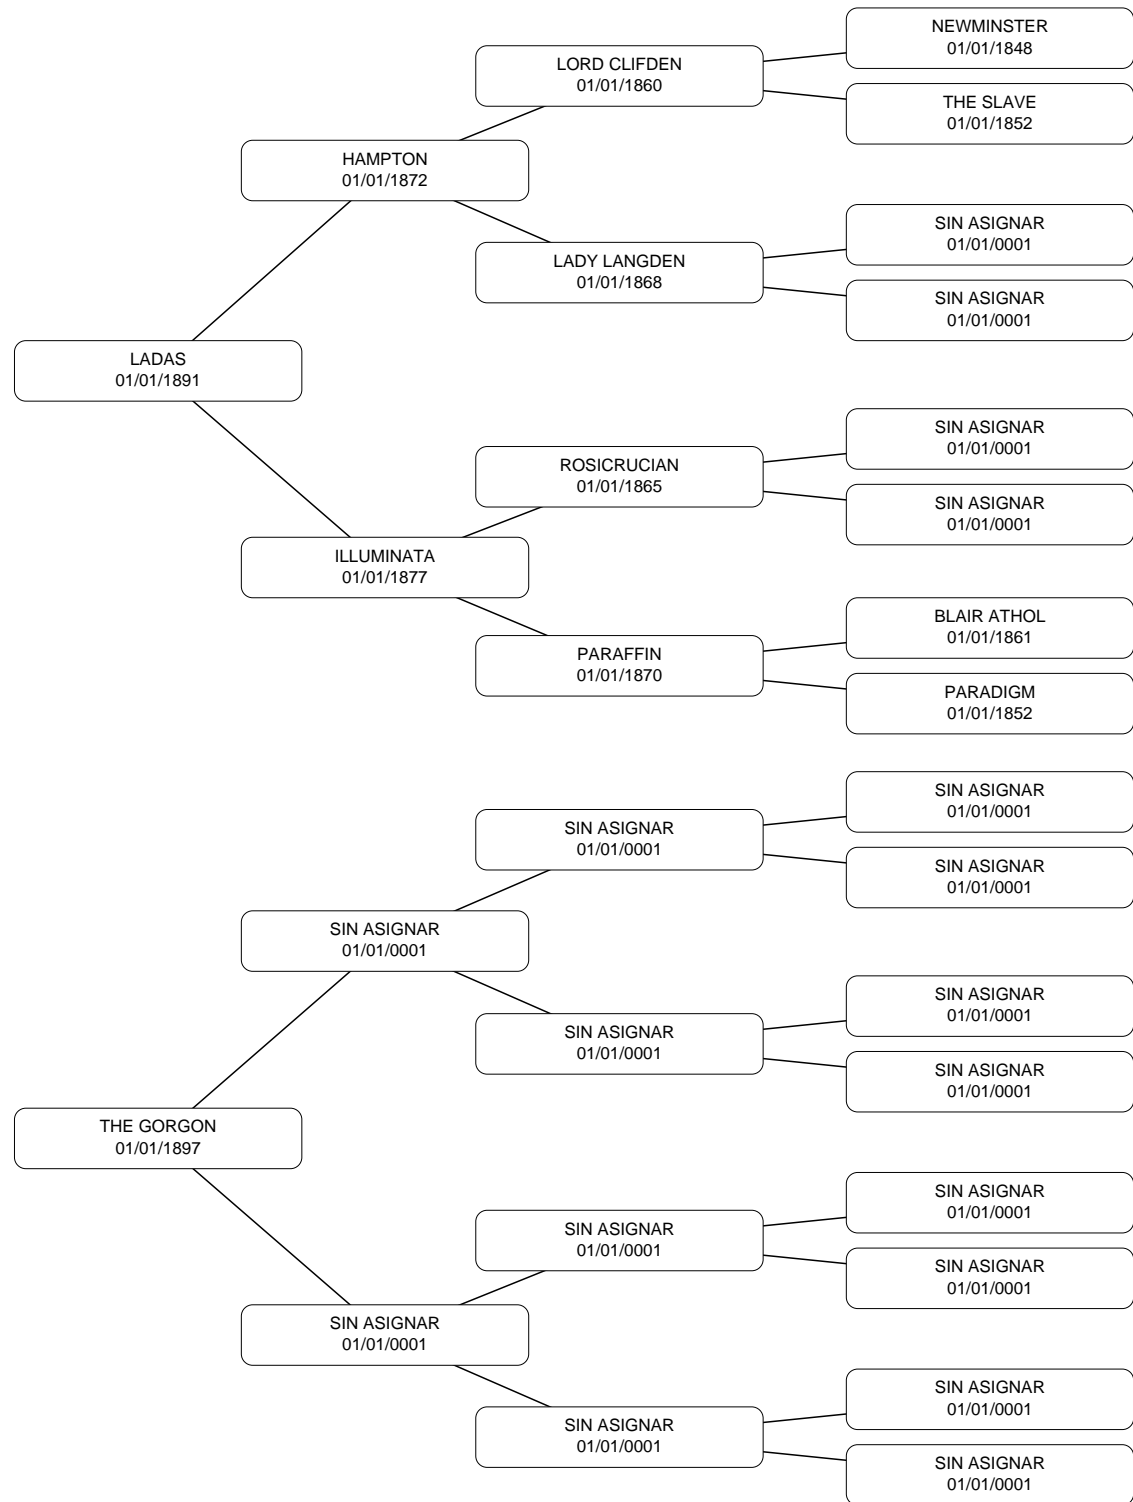 NEWMINSTER
01/01/1848
LORD CLIFDEN
01/01/1860
THE SLAVE
01/01/1852
HAMPTON
01/01/1872
SIN ASIGNAR
01/01/0001
LADY LANGDEN
01/01/1868
SIN ASIGNAR
01/01/0001
LADAS
01/01/1891
SIN ASIGNAR
01/01/0001
ROSICRUCIAN
01/01/1865
SIN ASIGNAR
01/01/0001
ILLUMINATA
01/01/1877
BLAIR ATHOL
01/01/1861
PARAFFIN
01/01/1870
PARADIGM
01/01/1852
SIN ASIGNAR
01/01/0001
SIN ASIGNAR
01/01/0001
SIN ASIGNAR
01/01/0001
SIN ASIGNAR
01/01/0001
SIN ASIGNAR
01/01/0001
SIN ASIGNAR
01/01/0001
SIN ASIGNAR
01/01/0001
THE GORGON
01/01/1897
SIN ASIGNAR
01/01/0001
SIN ASIGNAR
01/01/0001
SIN ASIGNAR
01/01/0001
SIN ASIGNAR
01/01/0001
SIN ASIGNAR
01/01/0001
SIN ASIGNAR
01/01/0001
SIN ASIGNAR
01/01/0001